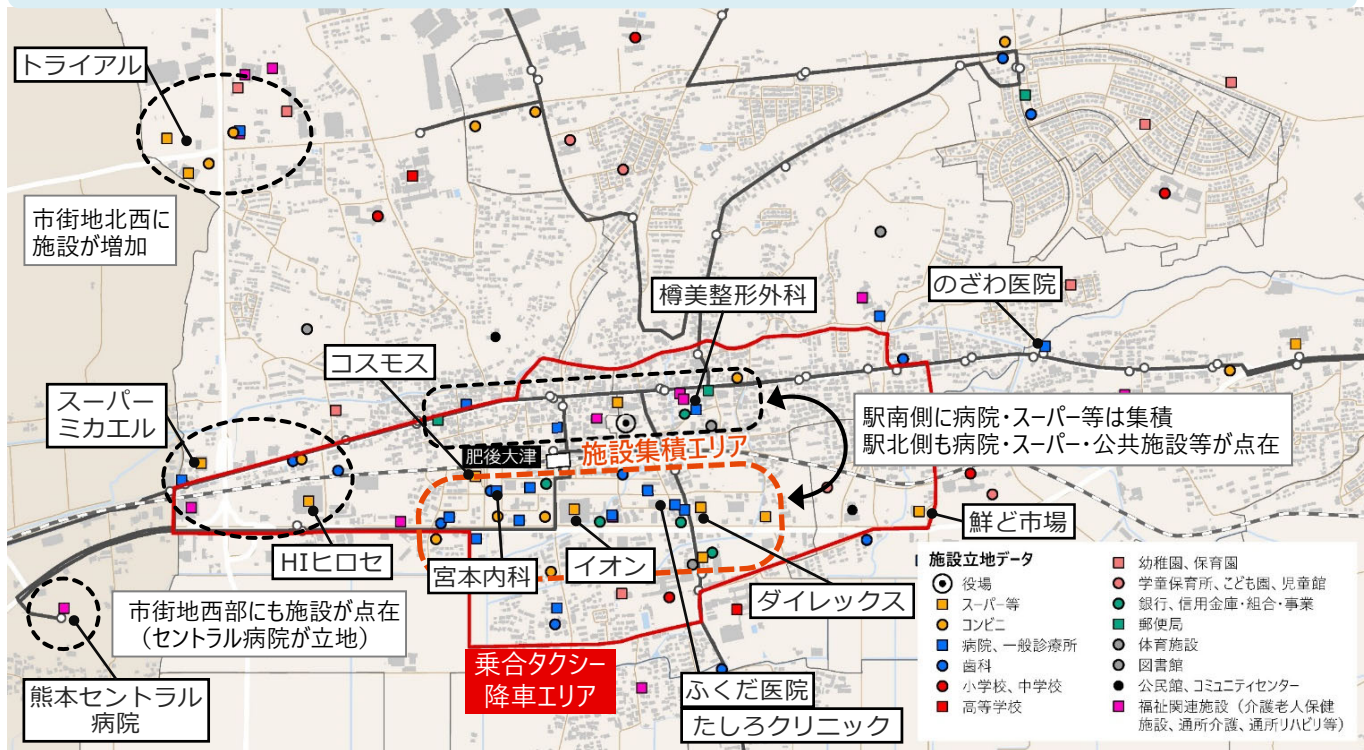 トライアル
市街地北西に
施設が増加
樽美整形外科
のざわ医院
コスモス
スーパー
ミカエル
駅南側に病院・スーパー等は集積
駅北側も病院・スーパー・公共施設等が点在
肥後大津
施設集積エリア
鮮ど市場
HIヒロセ
宮本内科
イオン
ダイレックス
市街地西部にも施設が点在
（セントラル病院が立地）
乗合タクシー
降車エリア
ふくだ医院
たしろクリニック
熊本セントラル
病院
施設立地データ
役場
スーパー等
コンビニ
病院、一般診療所
歯科
小学校、中学校
高等学校
幼稚園、保育園
学童保育所、こども園、児童館
銀行、信用金庫・組合・事業
郵便局
体育施設
図書館
公民館、コミュニティセンター
福祉関連施設（介護老人保健
施設、通所介護、通所リハビリ等）